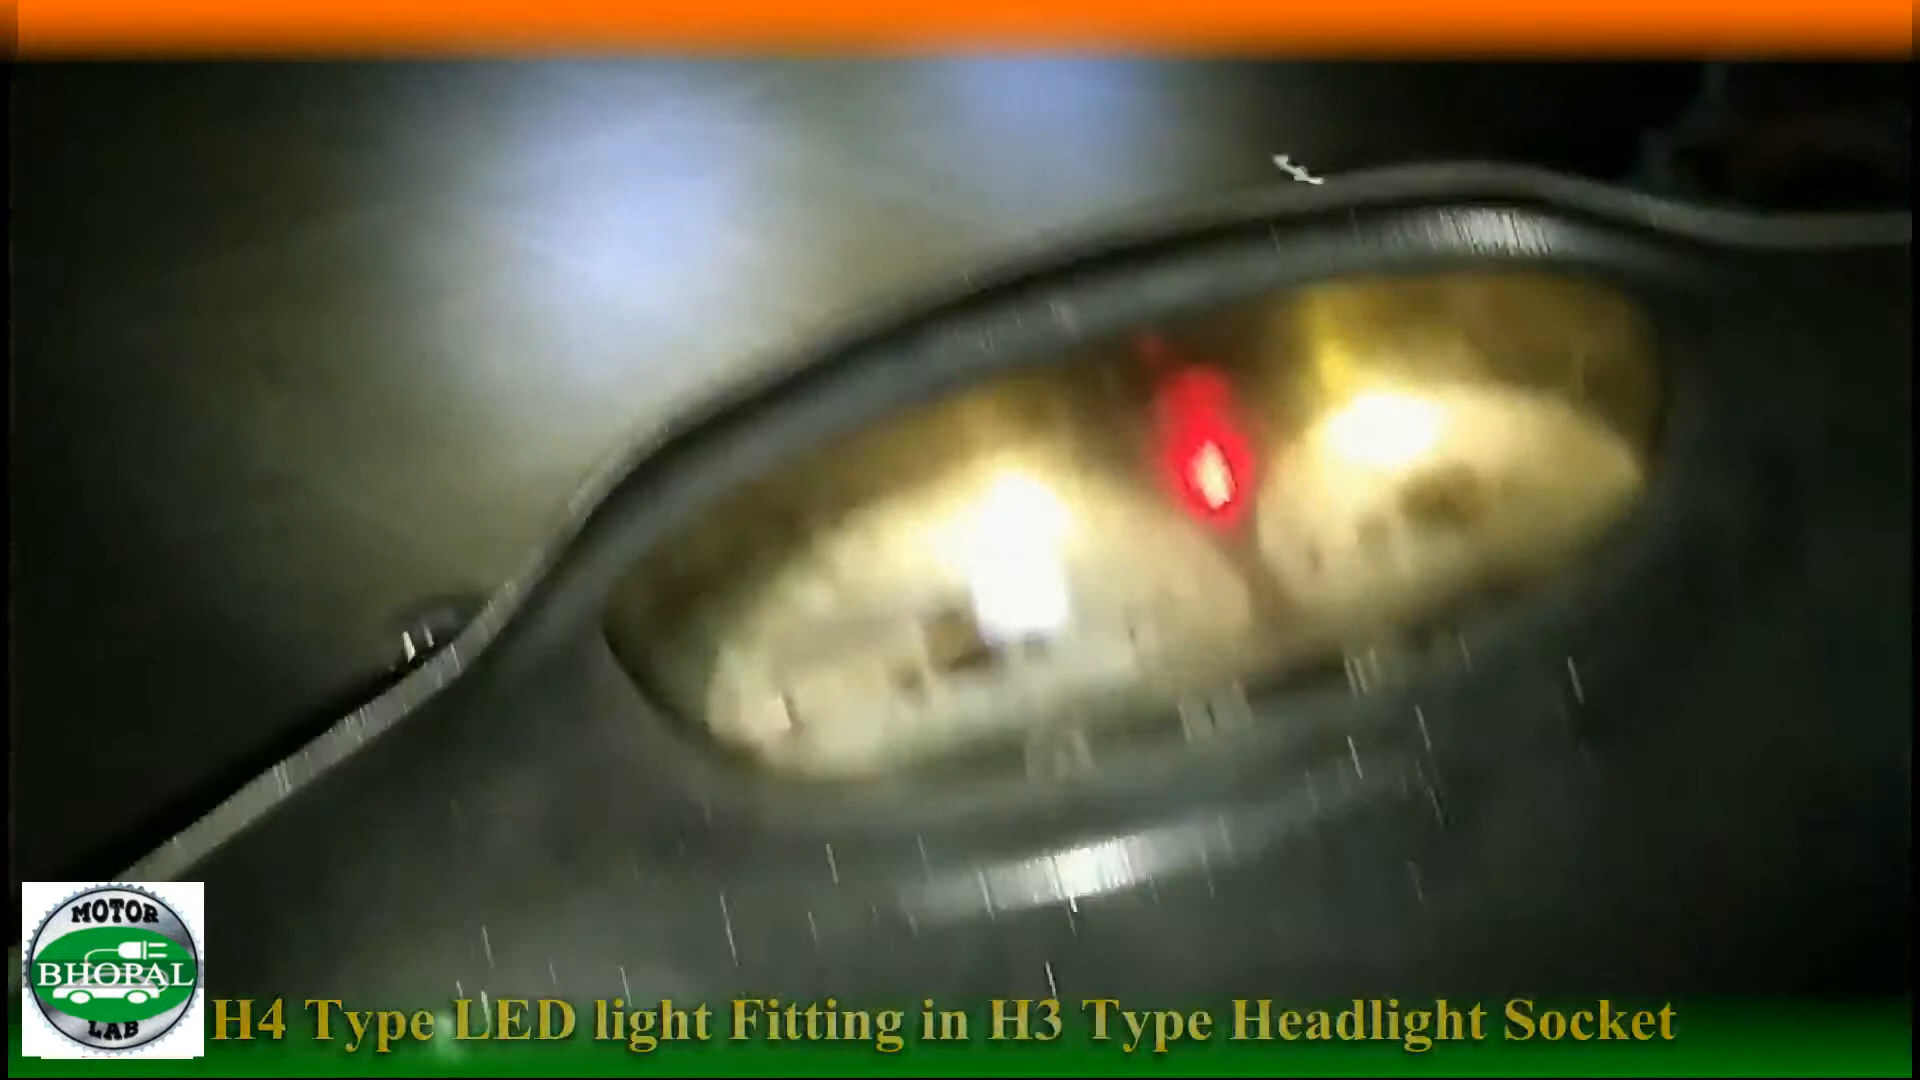 MOTOR
BHOPAL
LAB
H4 Type LED light Fitting in H3 Type Headlight Socket